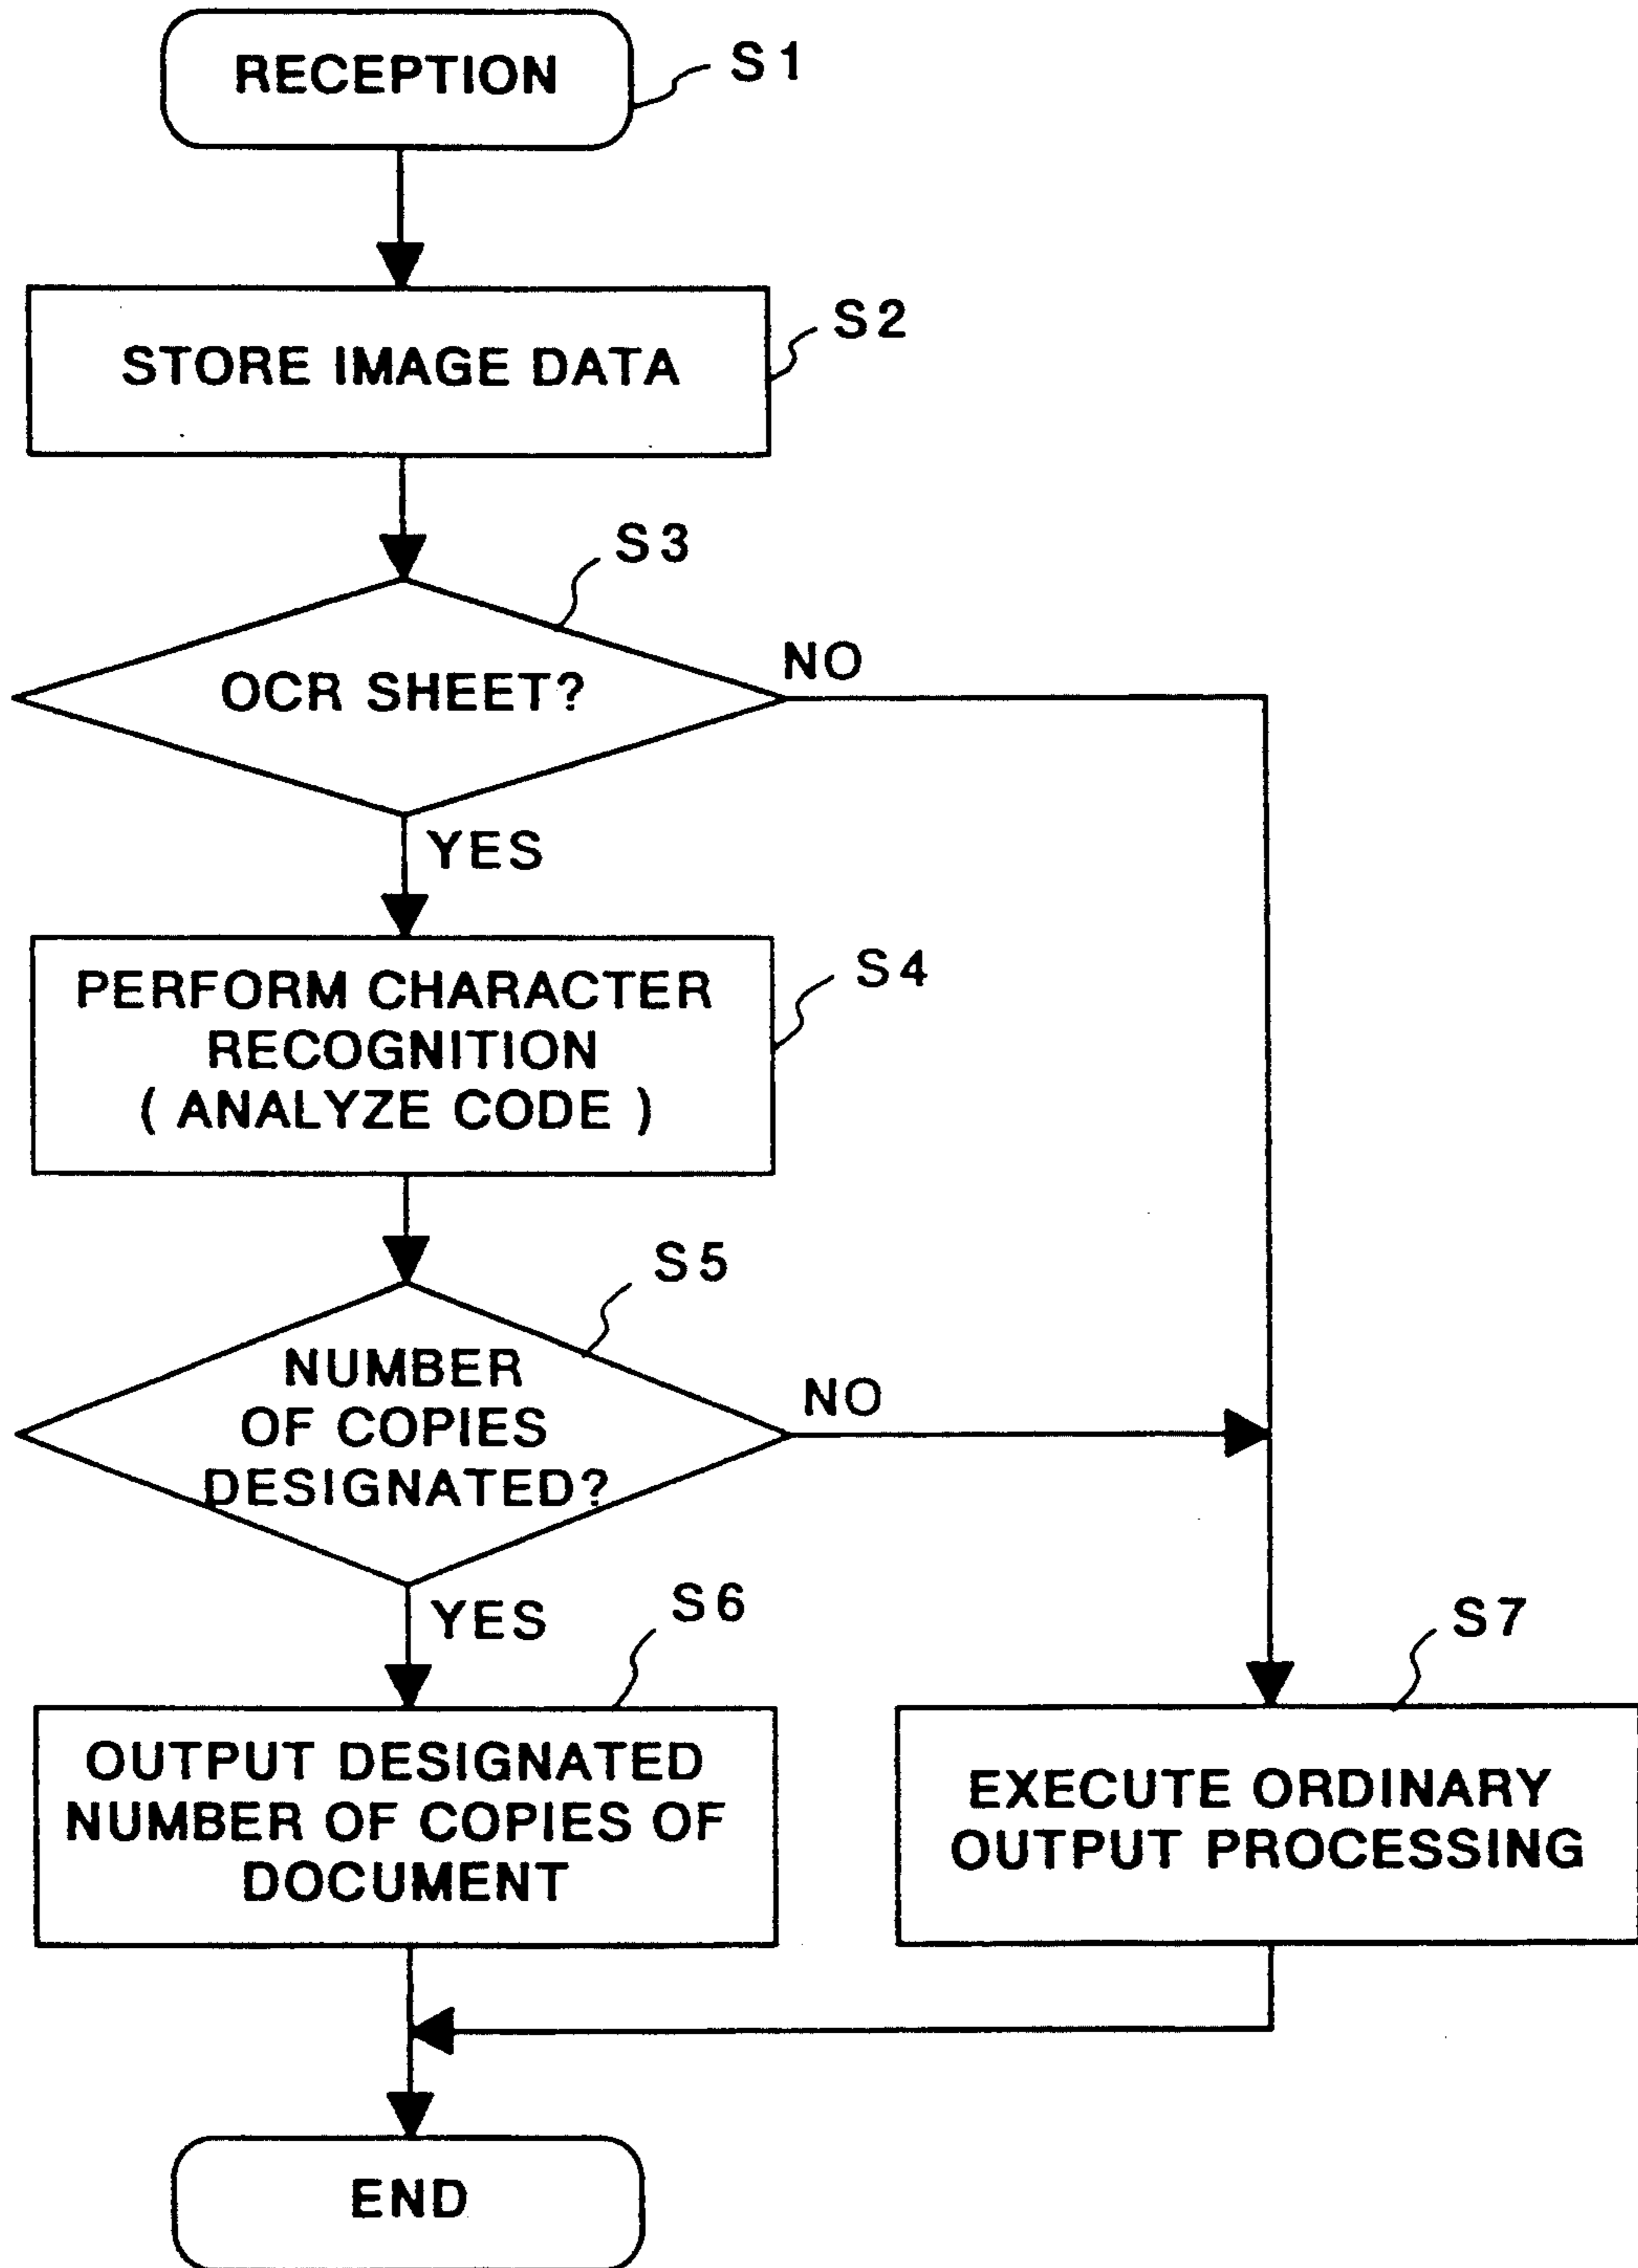 RECEPTION
S1
STORE IMAGE DATA
S2
S3
OCR SHEET?
NO
YES
PERFORM CHARACTER
RECOGNITION
( ANALYZE CODE )
S4
S5
NUMBER
OF COPIES
DESIGNATED?
NO
YES
S6
S7
OUTPUT DESIGNATED
NUMBER OF COPIES OF
DOCUMENT
EXECUTE ORDINARY
OUTPUT PROCESSING
END